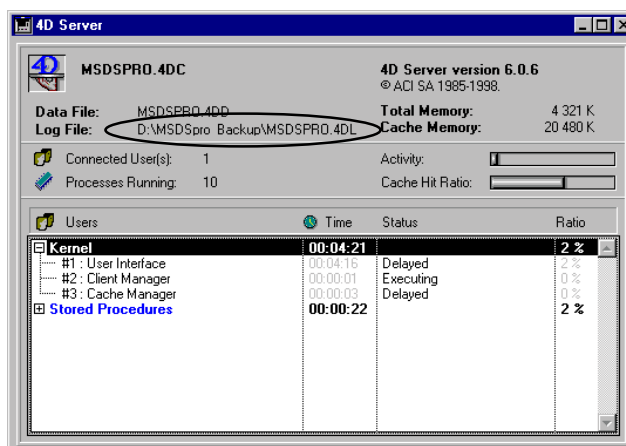 4D Server
4D MSDSPRO.4DC
4D Server version 6.0.6
© ACI SA 1985-1998.
Data File: MSDSPRO.4DD
Total Memory: 4 321 K
Log File: D:\MSDSpro Backup\MSDSPRO.4DL
Cache Memory: 20 480 K
Connected User(s): 1
Activity:
Processes Running: 10
Cache Hit Ratio:
Users Time Status Ratio
Kernel 00:04:21 2 %
#1 : User Interface 00:04:16 Delayed 2 %
#2 : Client Manager 00:00:01 Executing 0 %
#3 : Cache Manager 00:00:03 Delayed 0 %
Stored Procedures 00:00:22 2 %